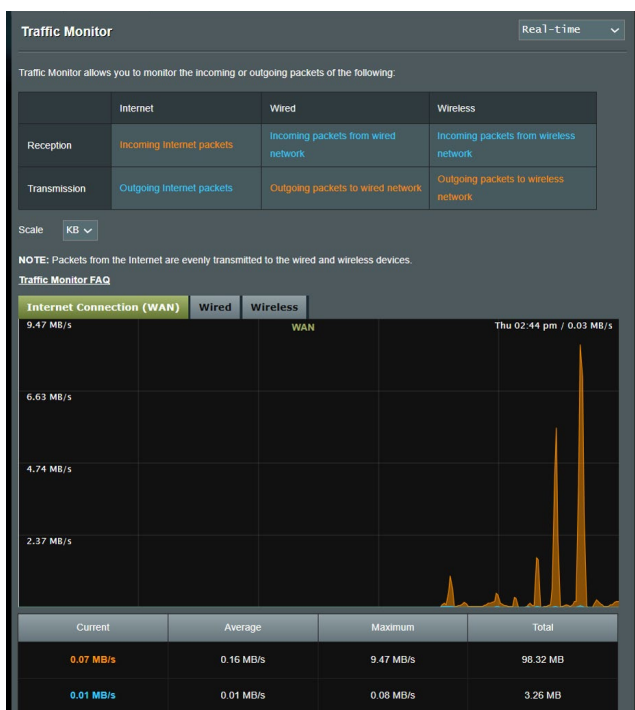 Traffic Monitor
Real-time
Traffic Monitor allows you to monitor the incoming or outgoing packets of the following:
Internet Wired Wireless
Reception Incoming Internet packets Incoming packets from wired network Incoming packets from wireless network
Transmission Outgoing Internet packets Outgoing packets to wired network Outgoing packets to wireless network
Scale KB
NOTE: Packets from the Internet are evenly transmitted to the wired and wireless devices.
Traffic Monitor FAQ
Internet Connection (WAN) Wired Wireless
9.47 MB/s WAN Thu 02:44 pm / 0.03 MB/s
6.63 MB/s
4.74 MB/s
2.37 MB/s
Current Average Maximum Total
0.07 MB/s 0.16 MB/s 9.47 MB/s 98.32 MB
0.01 MB/s 0.01 MB/s 0.08 MB/s 3.26 MB